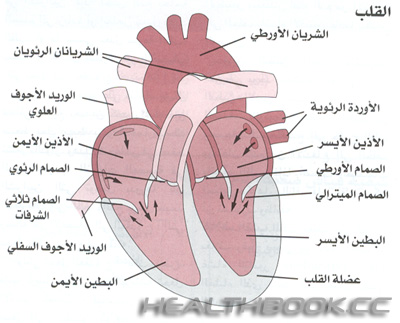 القلب
الشريان الأورطي
الشريانان الرئويان
الوريد الأجوف
العلوي
الأوردة الرئوية
الأذين الأيمن
الأذين الأيسر
الصمام الرئوي
الصمام الأورطي
الصمام ثلاثي
الشرفات
الصمام الميترالي
الوريد الأجوف السفلي
البطين الأيسر
البطين الأيمن
عضلة القلب
HEALTHBOOK.CC